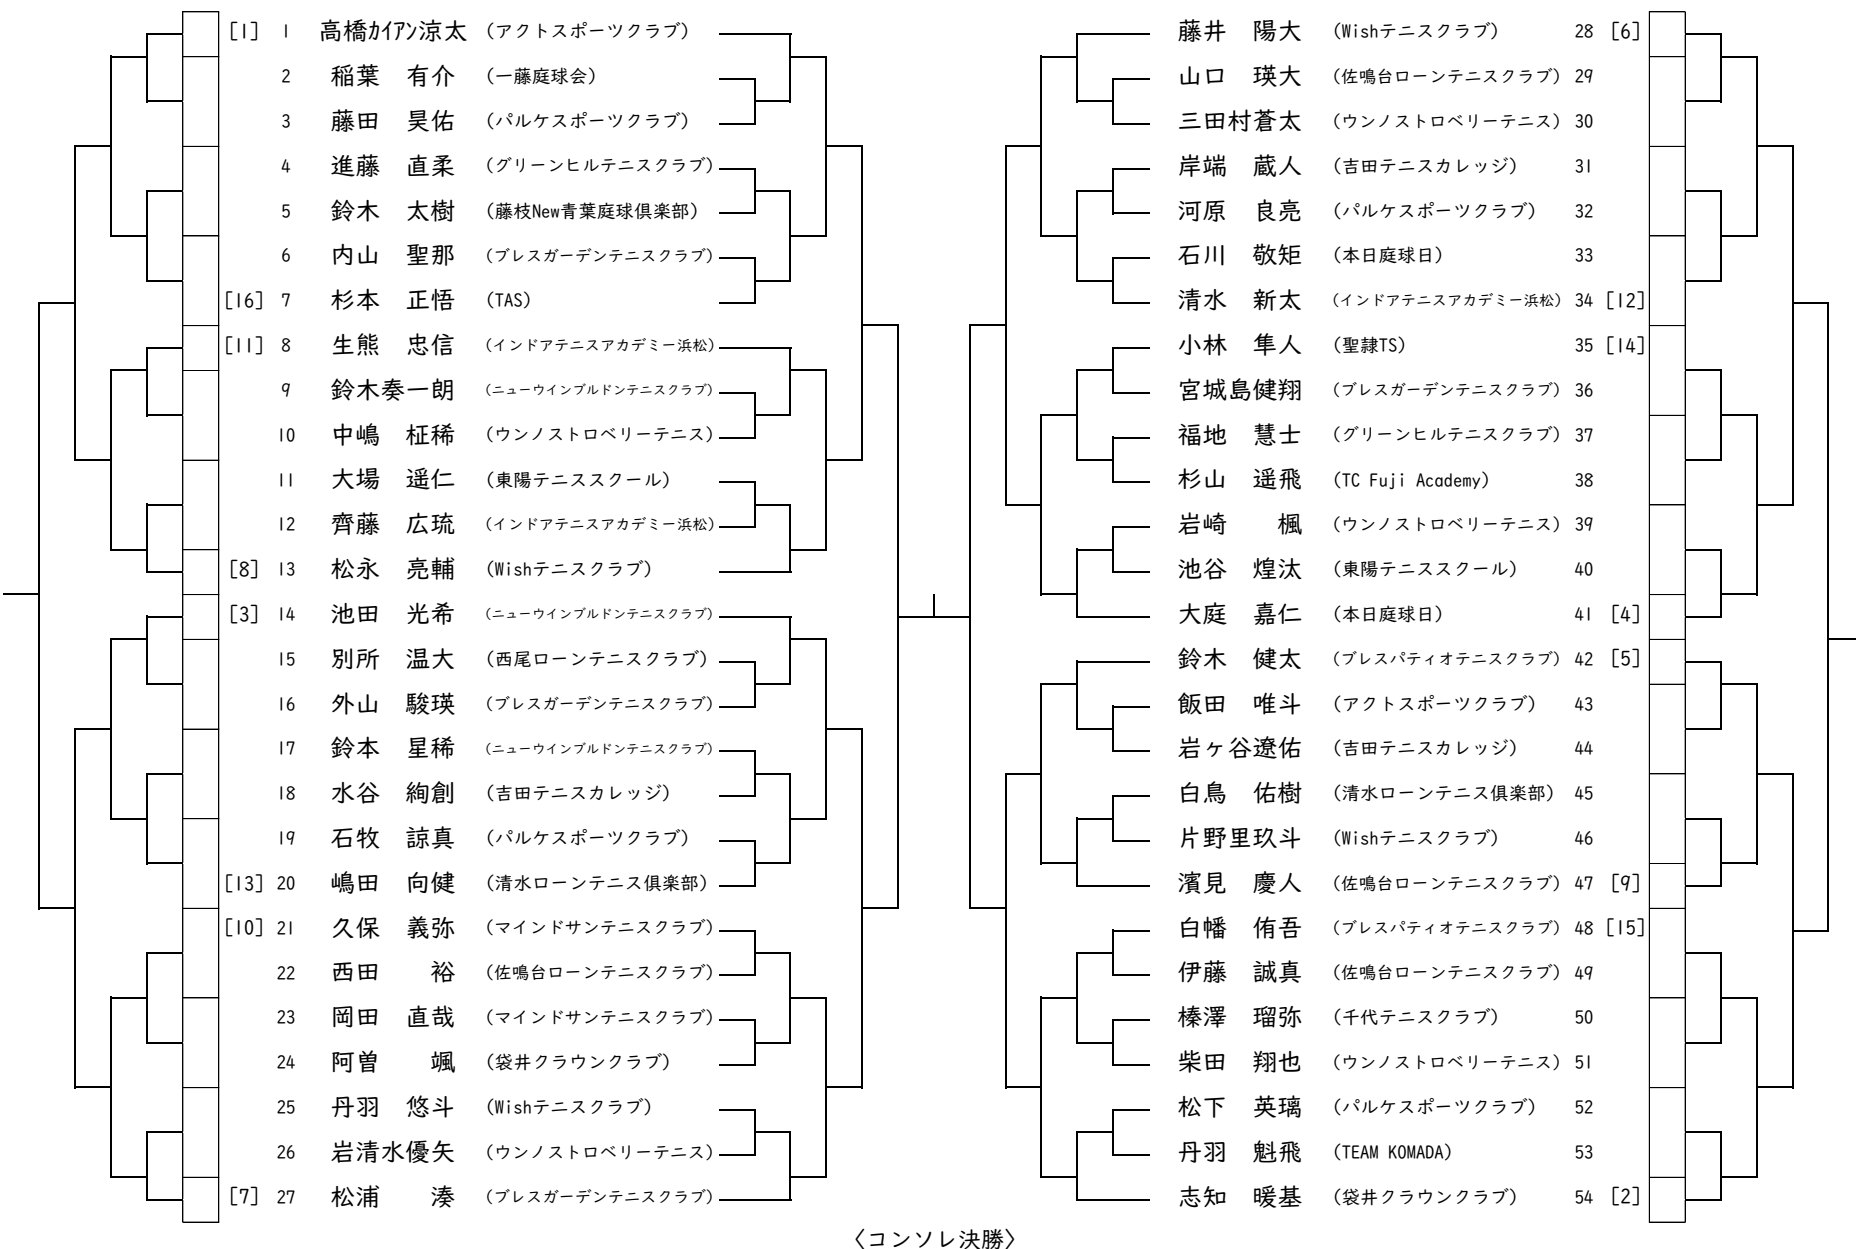 [1] 1 高橋ｶｲｱﾝ涼太 (アクトスポーツクラブ)
2 稲葉 有介 (一藤庭球会)
3 藤田 昊佑 (パルケスポーツクラブ)
4 進藤 直柔 (グリーンヒルテニスクラブ)
5 鈴木 太樹 (藤枝New青葉庭球倶楽部)
6 内山 聖那 (ブレスガーデンテニスクラブ)
[16] 7 杉本 正悟 (TAS)
[11] 8 生熊 忠信 (インドアテニスアカデミー浜松)
9 鈴木奏一朗 (ニューウインブルドンテニスクラブ)
10 中嶋 柾稀 (ウンノストロベリーテニス)
11 大場 遥仁 (東陽テニススクール)
12 齊藤 広琉 (インドアテニスアカデミー浜松)
[8] 13 松永 亮輔 (Wishテニスクラブ)
[3] 14 池田 光希 (ニューウインブルドンテニスクラブ)
15 別所 温大 (西尾ローンテニスクラブ)
16 外山 駿瑛 (ブレスガーデンテニスクラブ)
17 鈴本 星稀 (ニューウインブルドンテニスクラブ)
18 水谷 絢創 (吉田テニスカレッジ)
19 石牧 諒真 (パルケスポーツクラブ)
[13] 20 嶋田 向健 (清水ローンテニス倶楽部)
[10] 21 久保 義弥 (マインドサンテニスクラブ)
22 西田 裕 (佐鳴台ローンテニスクラブ)
23 岡田 直哉 (マインドサンテニスクラブ)
24 阿曽 颯 (袋井クラウンクラブ)
25 丹羽 悠斗 (Wishテニスクラブ)
26 岩清水優矢 (ウンノストロベリーテニス)
[7] 27 松浦 湊 (ブレスガーデンテニスクラブ)
藤井 陽大 (Wishテニスクラブ) 28 [6]
山口 瑛大 (佐鳴台ローンテニスクラブ) 29
三田村蒼太 (ウンノストロベリーテニス) 30
岸端 蔵人 (吉田テニスカレッジ) 31
河原 良亮 (パルケスポーツクラブ) 32
石川 敬矩 (本日庭球日) 33
清水 新太 (インドアテニスアカデミー浜松) 34 [12]
小林 隼人 (聖隷TS) 35 [14]
宮城島健翔 (ブレスガーデンテニスクラブ) 36
福地 慧士 (グリーンヒルテニスクラブ) 37
杉山 遥飛 (TC Fuji Academy) 38
岩崎 楓 (ウンノストロベリーテニス) 39
池谷 煌汰 (東陽テニススクール) 40
大庭 嘉仁 (本日庭球日) 41 [4]
鈴木 健太 (ブレスパティオテニスクラブ) 42 [5]
飯田 唯斗 (アクトスポーツクラブ) 43
岩ヶ谷遼佑 (吉田テニスカレッジ) 44
白鳥 佑樹 (清水ローンテニス倶楽部) 45
片野里玖斗 (Wishテニスクラブ) 46
濱見 慶人 (佐鳴台ローンテニスクラブ) 47 [9]
白幡 侑吾 (ブレスパティオテニスクラブ) 48 [15]
伊藤 誠真 (佐鳴台ローンテニスクラブ) 49
榛澤 瑠弥 (千代テニスクラブ) 50
柴田 翔也 (ウンノストロベリーテニス) 51
松下 英璃 (パルケスポーツクラブ) 52
丹羽 魁飛 (TEAM KOMADA) 53
志知 暖基 (袋井クラウンクラブ) 54 [2]
〈コンソレ決勝〉